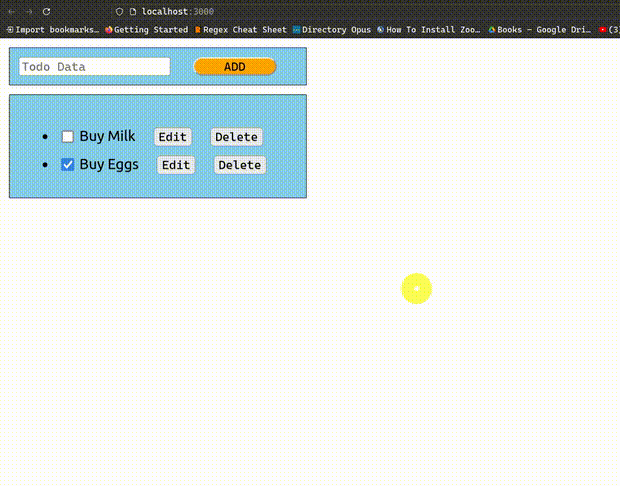 localhost:3000
Import bookmarks… Getting Started Regex Cheat Sheet Directory Opus How To Install Zoo… Books - Google Dri… (3)
Todo Data ADD
Buy Milk Edit Delete
Buy Eggs Edit Delete